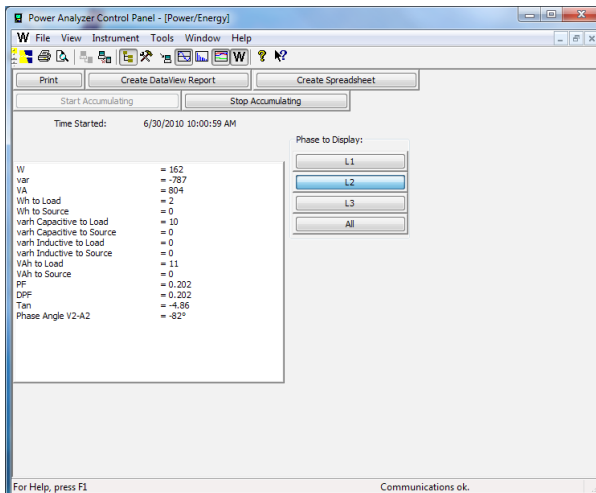 Power Analyzer Control Panel - [Power/Energy]
W File View Instrument Tools Window Help
W
Print Create DataView Report Create Spreadsheet
Start Accumulating Stop Accumulating
Time Started: 6/30/2010 10:00:59 AM
Phase to Display:
L1
L2
L3
All
W = 162
var = -787
VA = 804
Wh to Load = 2
Wh to Source = 0
varh Capacitive to Load = 10
varh Capacitive to Source = 0
varh Inductive to Load = 0
varh Inductive to Source = 0
VAh to Load = 11
VAh to Source = 0
PF = 0.202
DPF = 0.202
Tan = -4.86
Phase Angle V2-A2 = -82°
For Help, press F1 Communications ok.